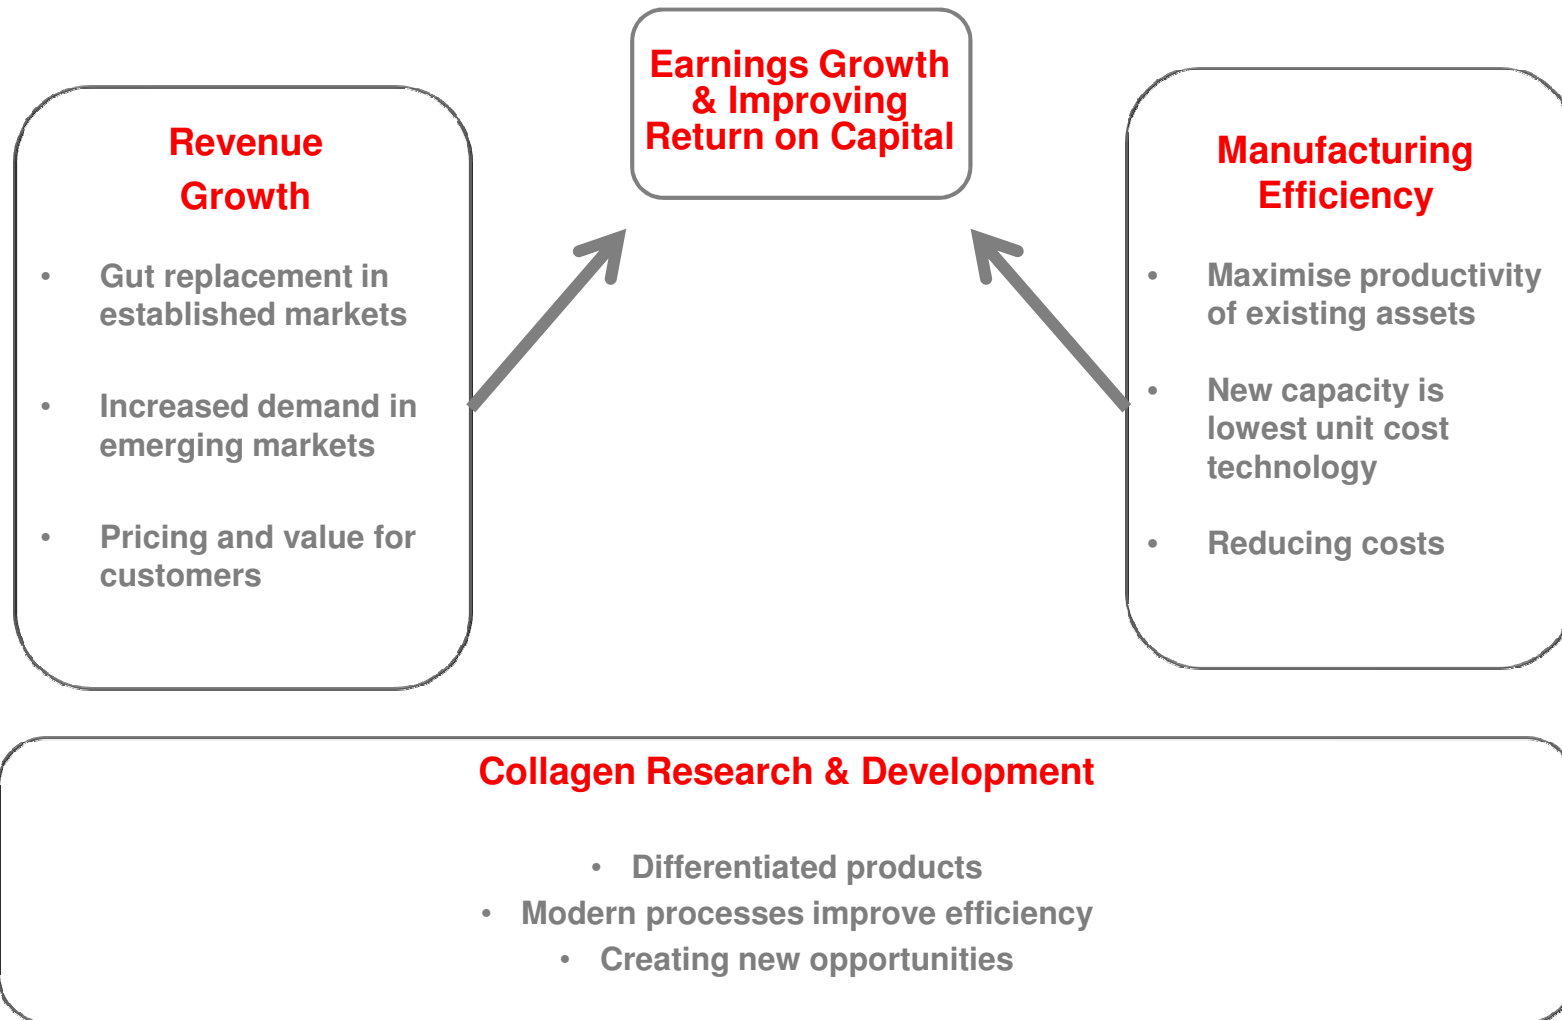 Earnings Growth
& Improving
Return on Capital
Revenue
Growth
• Gut replacement in
established markets
• Increased demand in
emerging markets
• Pricing and value for
customers
Manufacturing
Efficiency
• Maximise productivity
of existing assets
• New capacity is
lowest unit cost
technology
• Reducing costs
Collagen Research & Development
• Differentiated products
• Modern processes improve efficiency
• Creating new opportunities